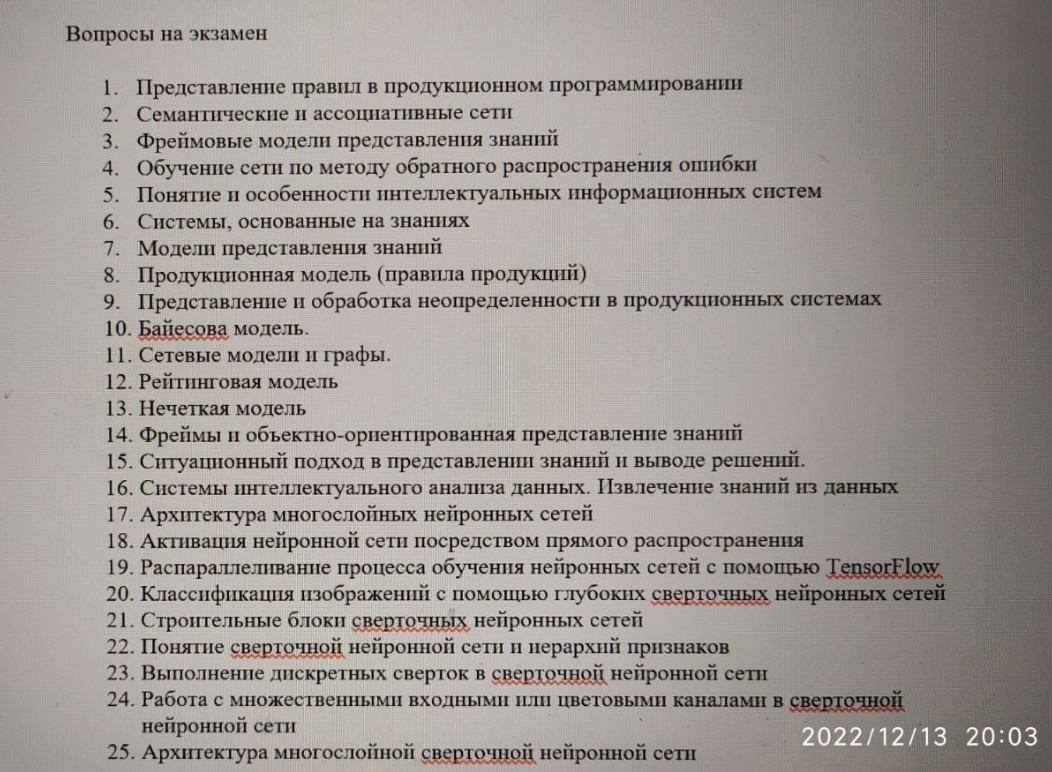 Вопросы на экзамен
1. Представление правил в продукционном программировании
2. Семантические и ассоциативные сети
3. Фреймовые модели представления знаний
4. Обучение сети по методу обратного распространения ошибки
5. Понятие и особенности интеллектуальных информационных систем
6. Системы, основанные на знаниях
7. Модели представления знаний
8. Продукционная модель (правила продукций)
9. Представление и обработка неопределенности в продукционных системах
10. Байесова модель.
11. Сетевые модели и графы.
12. Рейтинговая модель
13. Нечеткая модель
14. Фреймы и объектно-ориентированная представление знаний
15. Ситуационный подход в представлении знаний и выводе решений.
16. Системы интеллектуального анализа данных. Извлечение знаний из данных
17. Архитектура многослойных нейронных сетей
18. Активация нейронной сети посредством прямого распространения
19. Распараллеливание процесса обучения нейронных сетей с помощью TensorFlow
20. Классификация изображений с помощью глубоких сверточных нейронных сетей
21. Строительные блоки сверточных нейронных сетей
22. Понятие сверточной нейронной сети и иерархий признаков
23. Выполнение дискретных сверток в сверточной нейронной сети
24. Работа с множественными входными или цветовыми каналами в сверточной
нейронной сети
25. Архитектура многослойной сверточной нейронной сети
2022/12/13 20:03